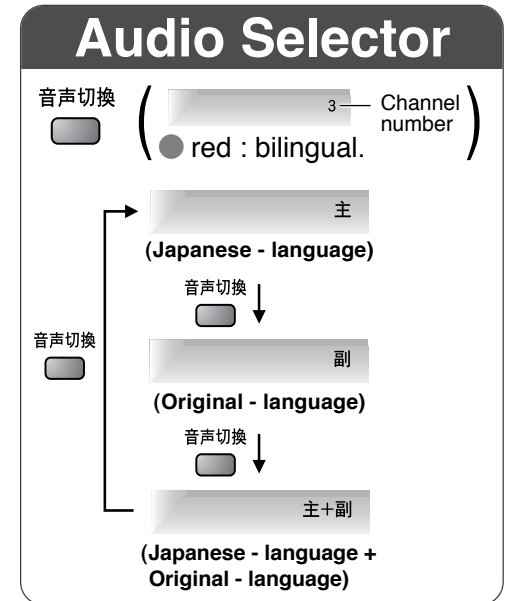 Audio Selector
音声切換
3
Channel
number
red : bilingual.
主
(Japanese - language)
音声切換
音声切換
副
(Original - language)
音声切換
主+副
(Japanese - language +
Original - language)